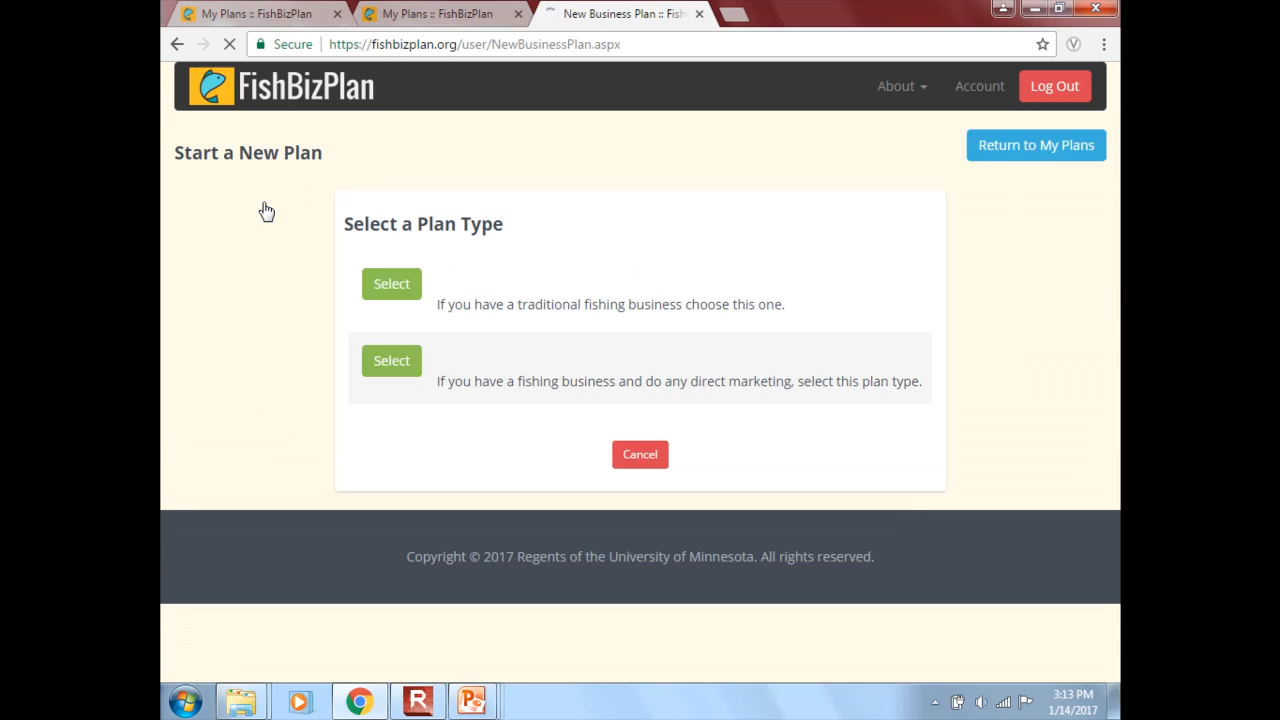 My Plans :: FishBizPlan
My Plans :: FishBizPlan
New Business Plan :: Fish
Secure
https://fishbizplan.org/user/NewBusinessPlan.aspx
FishBizPlan
About
Account
Log Out
Start a New Plan
Return to My Plans
Select a Plan Type
Select
If you have a traditional fishing business choose this one.
Select
If you have a fishing business and do any direct marketing, select this plan type.
Cancel
Copyright © 2017 Regents of the University of Minnesota. All rights reserved.
3:13 PM
1/14/2017